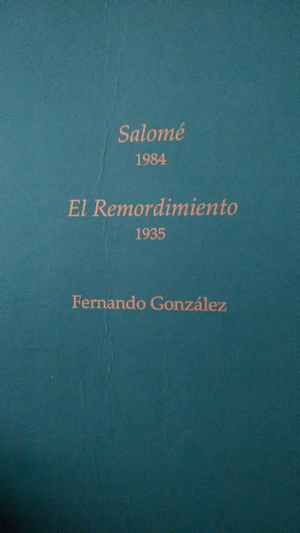 Salomé
1984
El Remordimiento
1935
Fernando González